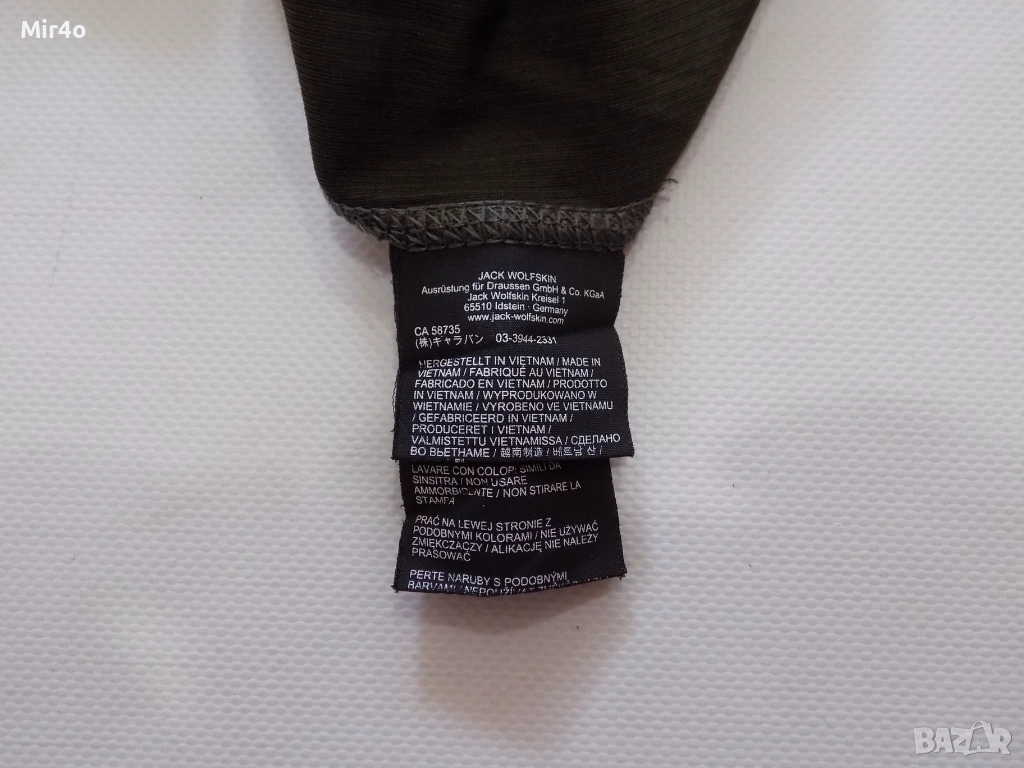 Mir4o
JACK WOLFSKIN
Ausrüstung für Draussen GmbH & Co. KGaA
Jack Wolfskin Kreisel 1
65510 Idstein · Germany
www.jack-wolfskin.com
CA 58735
(株)ギャラバン 03-3944-2331
HERGESTELLT IN VIETNAM / MADE IN
VIETNAM / FABRIQUÉ AU VIETNAM /
FABRICADO EN VIETNAM / PRODOTTO
IN VIETNAM / WYPRODUKOWANO W
WIETNAMIE / VYROBENO VE VIETNAMU
/ GEFABRICEERD IN VIETNAM /
PRODUCERET I VIETNAM /
VALMISTETTU VIETNAMISSA / СДЕЛАНО
ВО ВЬЕТНАМЕ / 越南制造 / 베트남 산 /
LAVARE CON COLORI SIMILI DA
SINSITRA / NON USARE
AMMORBIDENTE / NON STIRARE LA
STAMPA
PRAĆ NA LEWEJ STRONIE Z
PODOBNYMI KOLORAMI / NIE UŻYWAĆ
ZMIĘKCZACZY / ALIKACJĘ NIE NALEŻY
PRASOWAĆ
PERTE NARUBY S PODOBNÝMI
BARVAMI / NEPOUŽÍVAT
BAZAR